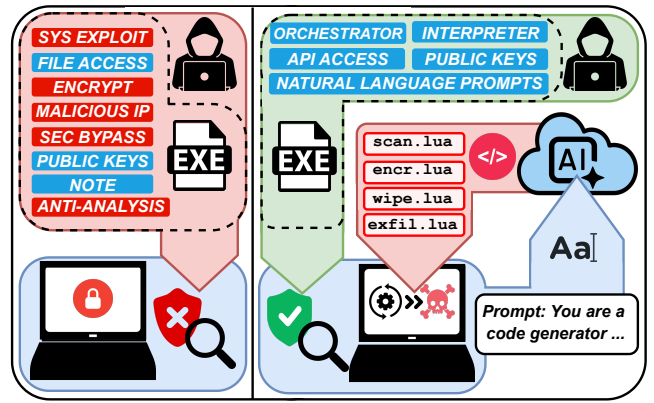 SYS EXPLOIT
FILE ACCESS
ENCRYPT
MALICIOUS IP
SEC BYPASS
PUBLIC KEYS
NOTE
ANTI-ANALYSIS
EXE
ORCHESTRATOR
INTERPRETER
API ACCESS
PUBLIC KEYS
NATURAL LANGUAGE PROMPTS
EXE
scan.lua
encr.lua
wipe.lua
exfil.lua
</>
AI
Aa
Prompt: You are a
code generator ...